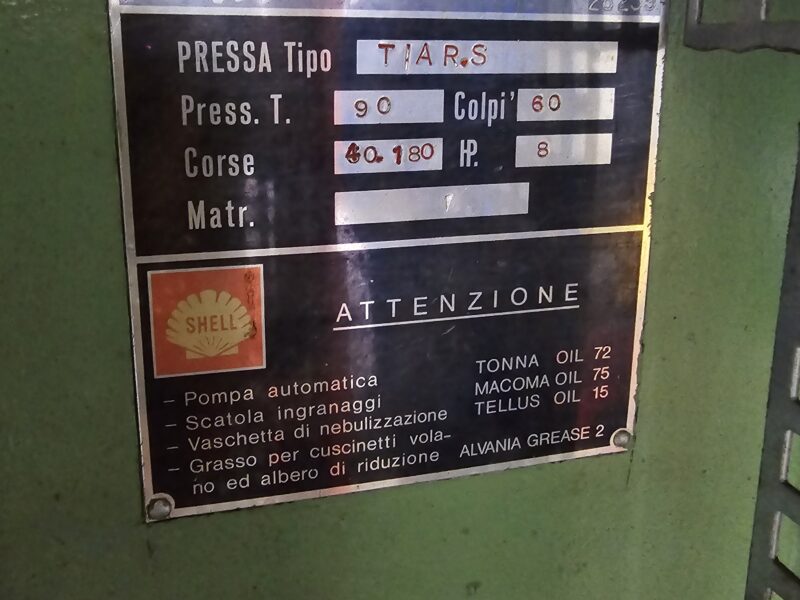 PRESSA Tipo TIAR.S
Press. T. 90 Colpi' 60
Corse 40.180 HP. 8
Matr.
SHELL
ATTENZIONE
– Pompa automatica TONNA OIL 72
– Scatola ingranaggi MACOMA OIL 75
– Vaschetta di nebulizzazione TELLUS OIL 15
– Grasso per cuscinetti vola-
no ed albero di riduzione ALVANIA GREASE 2